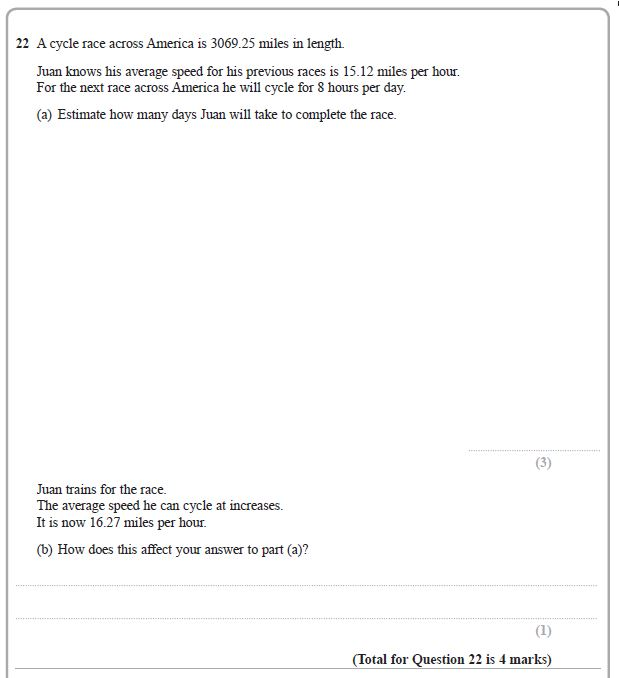 22 A cycle race across America is 3069.25 miles in length.
Juan knows his average speed for his previous races is 15.12 miles per hour.
For the next race across America he will cycle for 8 hours per day.
(a) Estimate how many days Juan will take to complete the race.
(3)
Juan trains for the race.
The average speed he can cycle at increases.
It is now 16.27 miles per hour.
(b) How does this affect your answer to part (a)?
(1)
(Total for Question 22 is 4 marks)